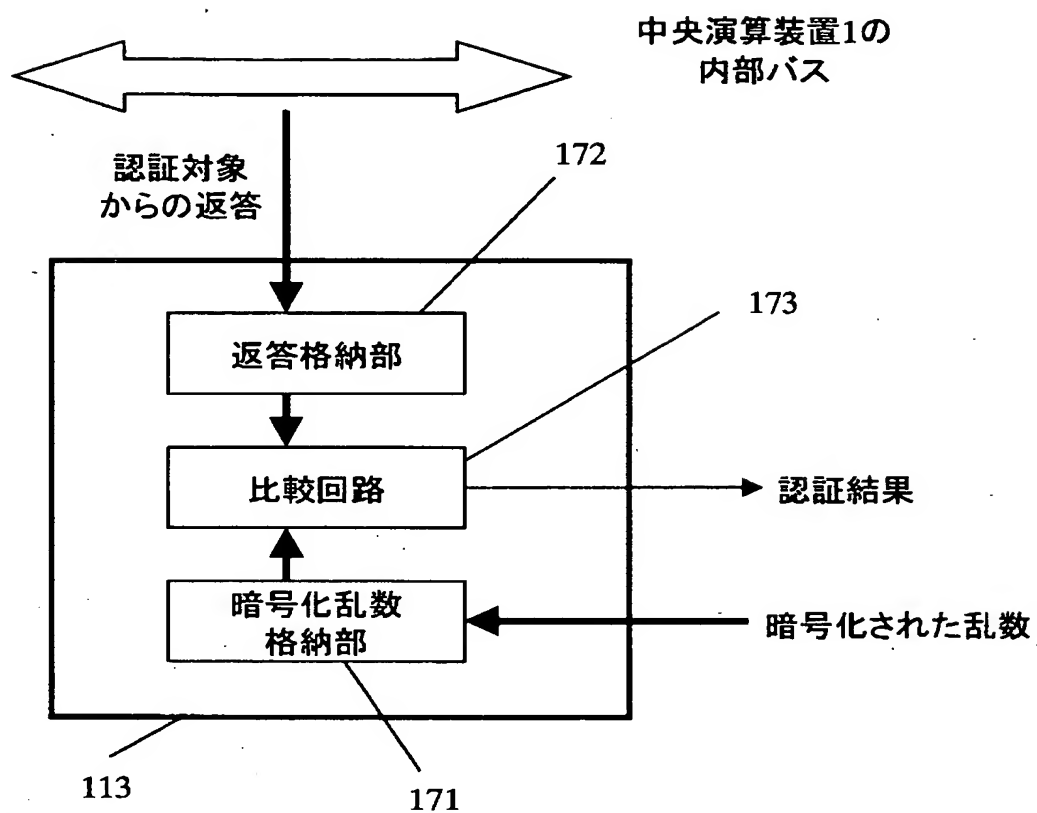 中央演算装置1の
内部バス
認証対象
からの返答
172
173
返答格納部
比較回路
認証結果
暗号化乱数
格納部
暗号化された乱数
113
171